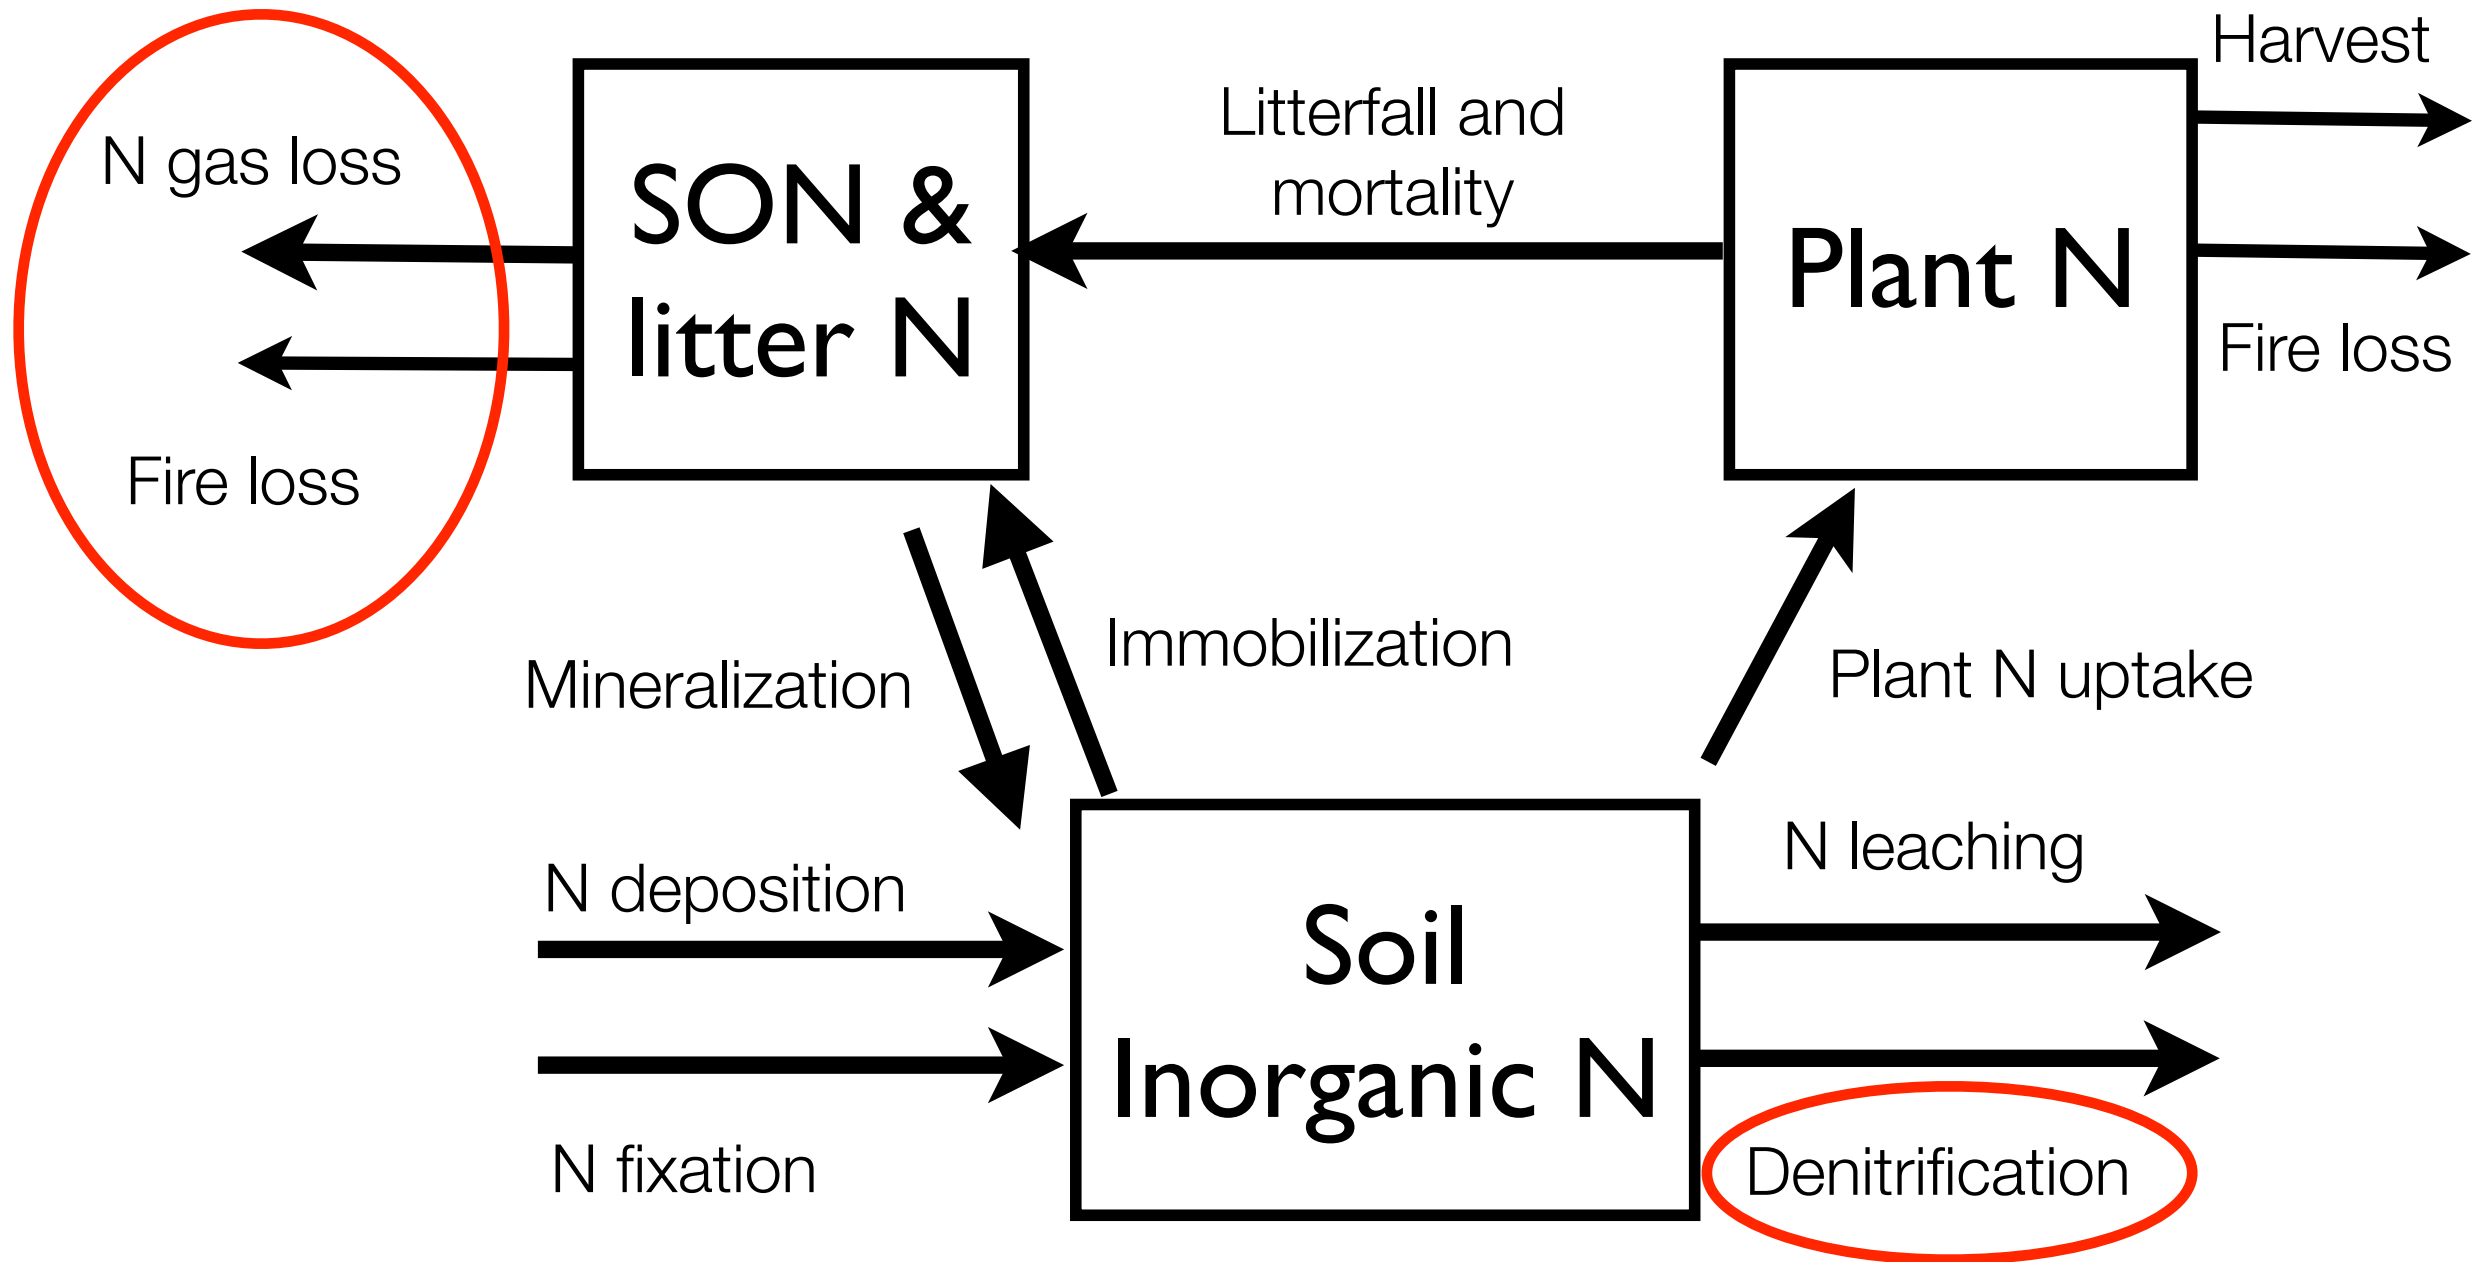 Harvest
Litterfall and
mortality
N gas loss
SON &
litter N
Plant N
Fire loss
Fire loss
Immobilization
Mineralization
Plant N uptake
N deposition
N leaching
Soil
Inorganic N
N fixation
Denitrification